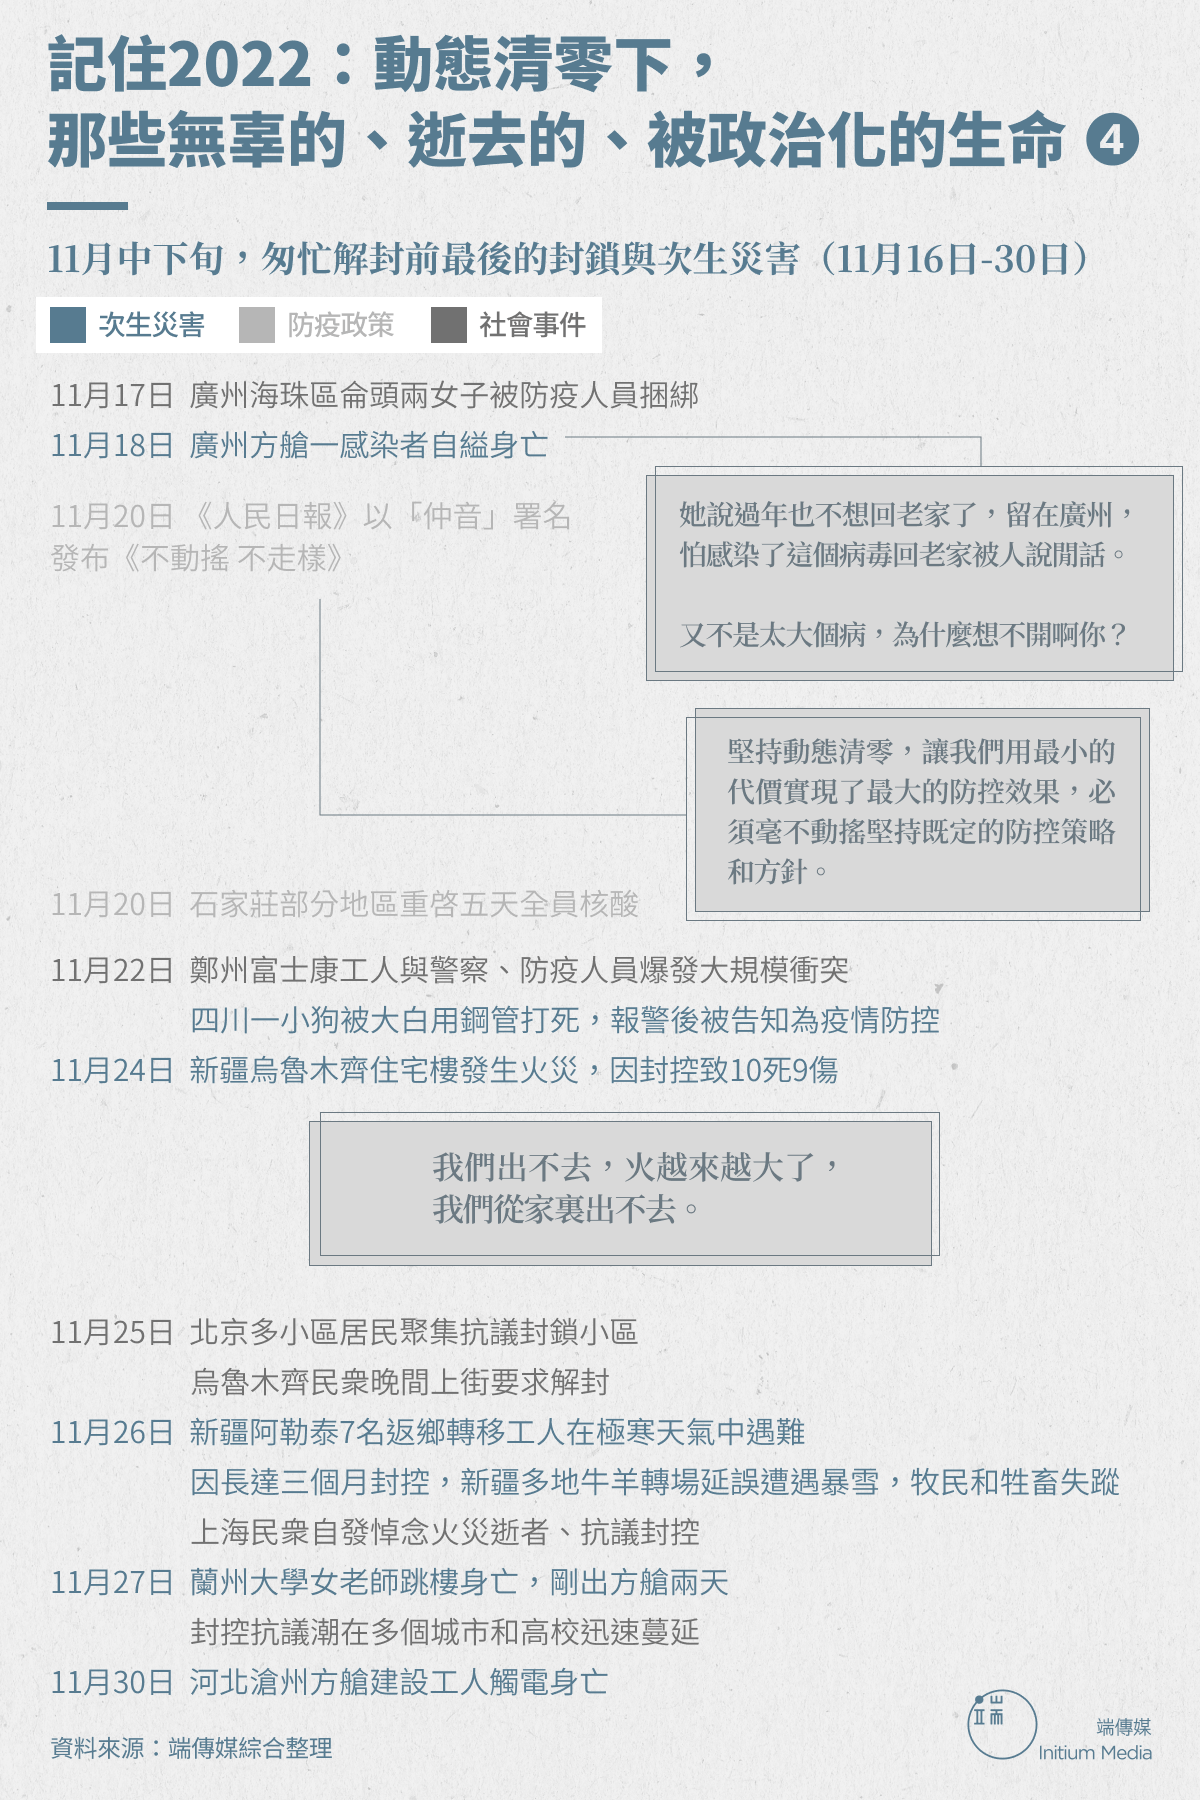 記住2022：動態清零下，
那些無辜的、逝去的、被政治化的生命 ❹
11月中下旬，匆忙解封前最後的封鎖與次生災害（11月16日-30日）
次生災害 防疫政策 社會事件
11月17日 廣州海珠區侖頭兩女子被防疫人員捆綁
11月18日 廣州方艙一感染者自縊身亡
她說過年也不想回老家了，留在廣州，
怕感染了這個病毒回老家被人說閒話。
又不是太大個病，為什麼想不開啊你？
11月20日 《人民日報》以「仲音」署名
發布《不動搖 不走樣》
堅持動態清零，讓我們用最小的
代價實現了最大的防控效果，必
須毫不動搖堅持既定的防控策略
和方針。
11月20日 石家莊部分地區重啓五天全員核酸
11月22日 鄭州富士康工人與警察、防疫人員爆發大規模衝突
四川一小狗被大白用鋼管打死，報警後被告知為疫情防控
11月24日 新疆烏魯木齊住宅樓發生火災，因封控致10死9傷
我們出不去，火越來越大了，
我們從家裏出不去。
11月25日 北京多小區居民聚集抗議封鎖小區
烏魯木齊民衆晚間上街要求解封
11月26日 新疆阿勒泰7名返鄉轉移工人在極寒天氣中遇難
因長達三個月封控，新疆多地牛羊轉場延誤遭遇暴雪，牧民和牲畜失蹤
上海民衆自發悼念火災逝者、抗議封控
11月27日 蘭州大學女老師跳樓身亡，剛出方艙兩天
封控抗議潮在多個城市和高校迅速蔓延
11月30日 河北滄州方艙建設工人觸電身亡
資料來源：端傳媒綜合整理
端
端傳媒
Initium Media